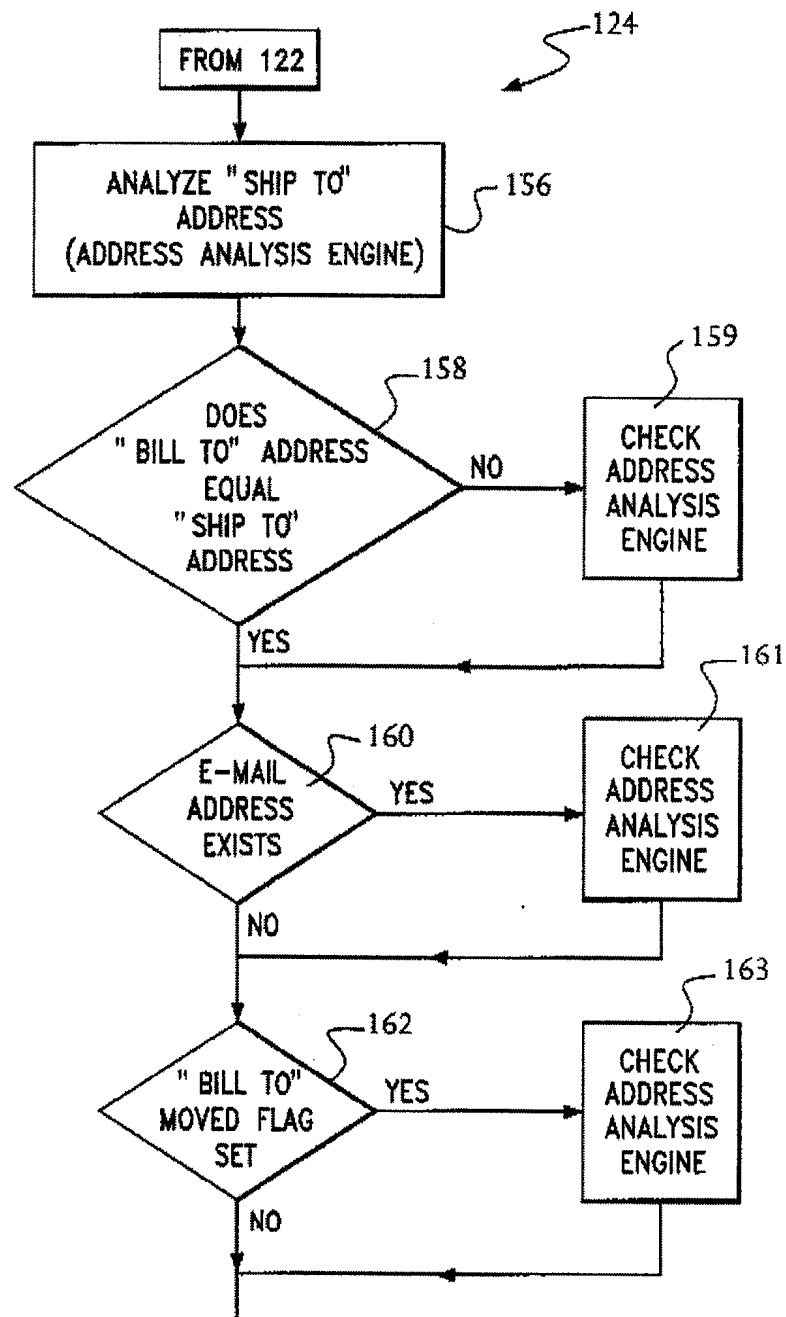 124
FROM 122
ANALYZE "SHIP TO"
ADDRESS
(ADDRESS ANALYSIS ENGINE)
156
158
DOES
"BILL TO" ADDRESS
EQUAL
"SHIP TO"
ADDRESS
NO
159
CHECK
ADDRESS
ANALYSIS
ENGINE
YES
160
E-MAIL
ADDRESS
EXISTS
YES
161
CHECK
ADDRESS
ANALYSIS
ENGINE
NO
162
"BILL TO"
MOVED FLAG
SET
YES
163
CHECK
ADDRESS
ANALYSIS
ENGINE
NO